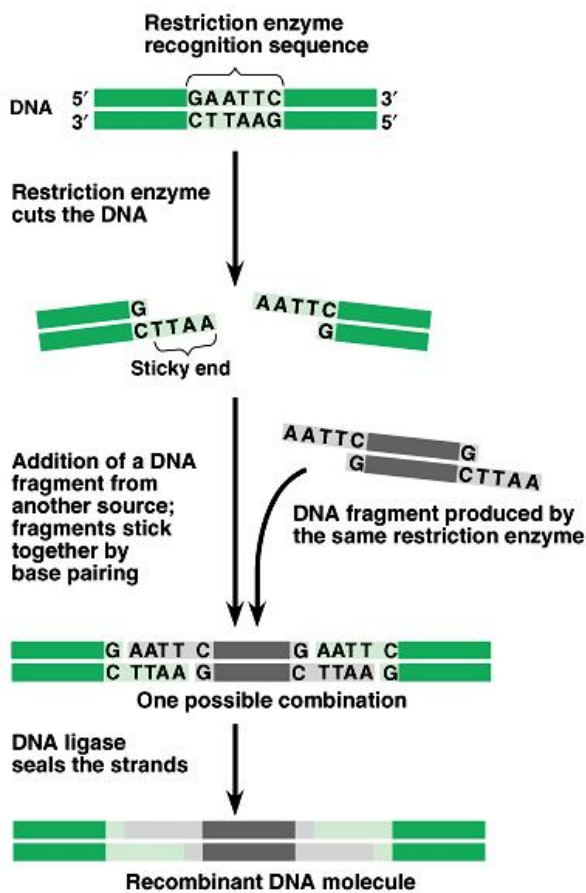 Restriction enzyme
recognition sequence
DNA 5′ GAATTC 3′
3′ CTTAAG 5′
Restriction enzyme
cuts the DNA
G AATTC
CTTAA G
Sticky end
AATTC G
G CTTAA
Addition of a DNA
fragment from
another source;
fragments stick
together by
base pairing
DNA fragment produced by
the same restriction enzyme
G AATT C G AATT C
C TTAA G C TTAA G
One possible combination
DNA ligase
seals the strands
Recombinant DNA molecule